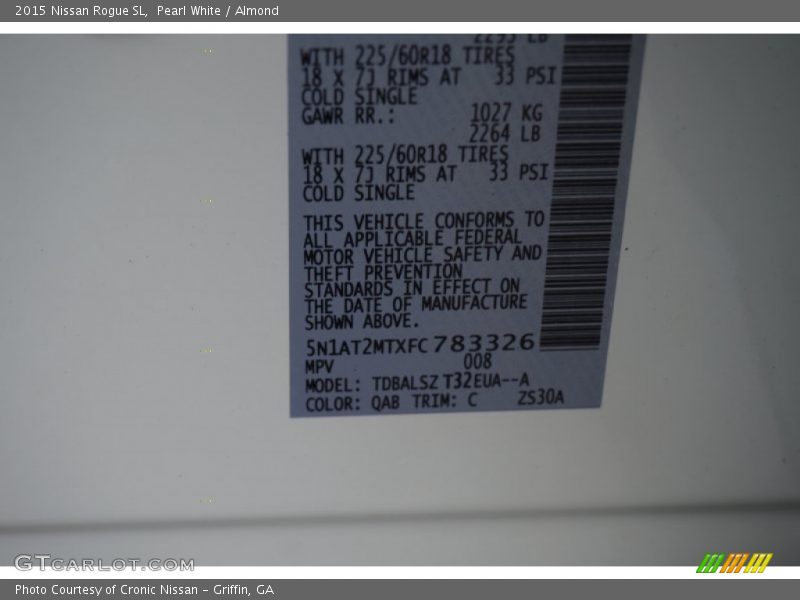 2015 Nissan Rogue SL,  Pearl White / Almond
2293 LB
WITH 225/60R18 TIRES
18 X 7J RIMS AT 33 PSI
COLD SINGLE
GAWR RR.: 1027 KG
2264 LB
WITH 225/60R18 TIRES
18 X 7J RIMS AT 33 PSI
COLD SINGLE
THIS VEHICLE CONFORMS TO
ALL APPLICABLE FEDERAL
MOTOR VEHICLE SAFETY AND
THEFT PREVENTION
STANDARDS IN EFFECT ON
THE DATE OF MANUFACTURE
SHOWN ABOVE.
5N1AT2MTXFC783326
MPV 008
MODEL: TDBALSZ T32EUA--A
COLOR: QAB TRIM: C ZS30A
GTCARLOT.COM
Photo Courtesy of Cronic Nissan - Griffin, GA